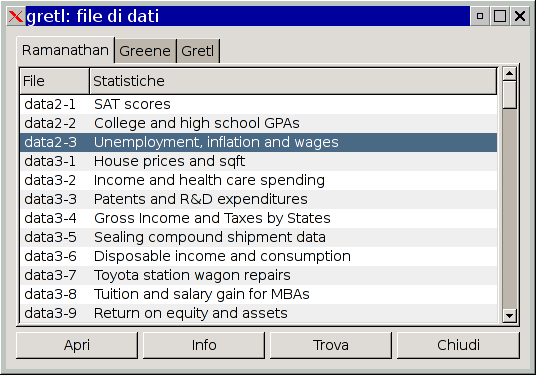 gretl: file di dati
Ramanathan Greene Gretl
File Statistiche
data2-1 SAT scores
data2-2 College and high school GPAs
data2-3 Unemployment, inflation and wages
data3-1 House prices and sqft
data3-2 Income and health care spending
data3-3 Patents and R&D expenditures
data3-4 Gross Income and Taxes by States
data3-5 Sealing compound shipment data
data3-6 Disposable income and consumption
data3-7 Toyota station wagon repairs
data3-8 Tuition and salary gain for MBAs
data3-9 Return on equity and assets
Apri Info Trova Chiudi